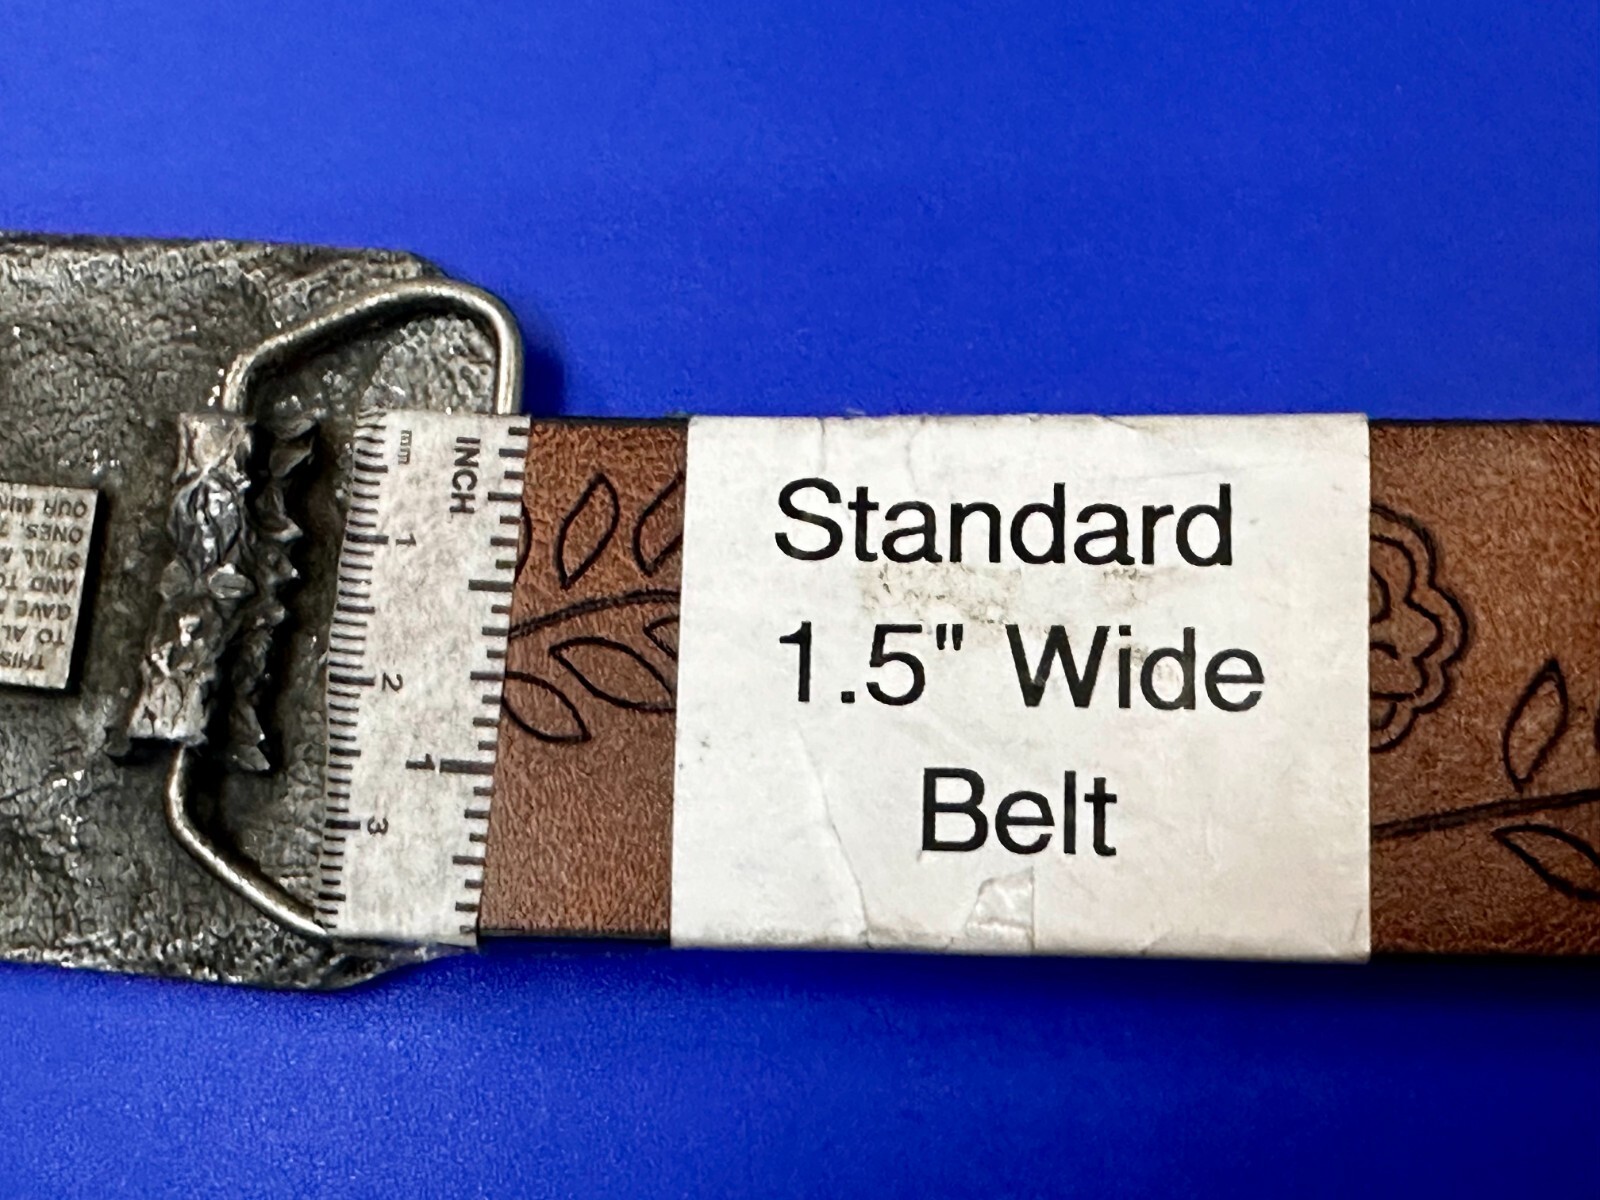 Standard
1.5" Wide
Belt
INCH
mm
1
2
3
1
THIS
TO AL
GAVE
AND TO
STILL
ONES,
OUR MIN